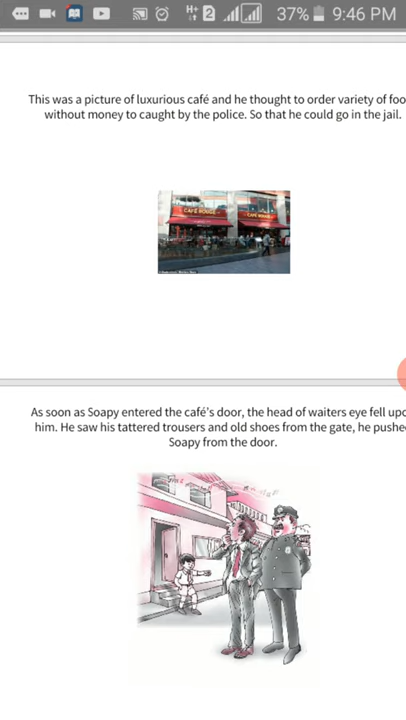 H+ 2 37% 9:46 PM
This was a picture of luxurious café and he thought to order variety of foo
without money to caught by the police. So that he could go in the jail.
CAFÉ ROUGE
As soon as Soapy entered the café's door, the head of waiters eye fell upo
him. He saw his tattered trousers and old shoes from the gate, he pushe
Soapy from the door.